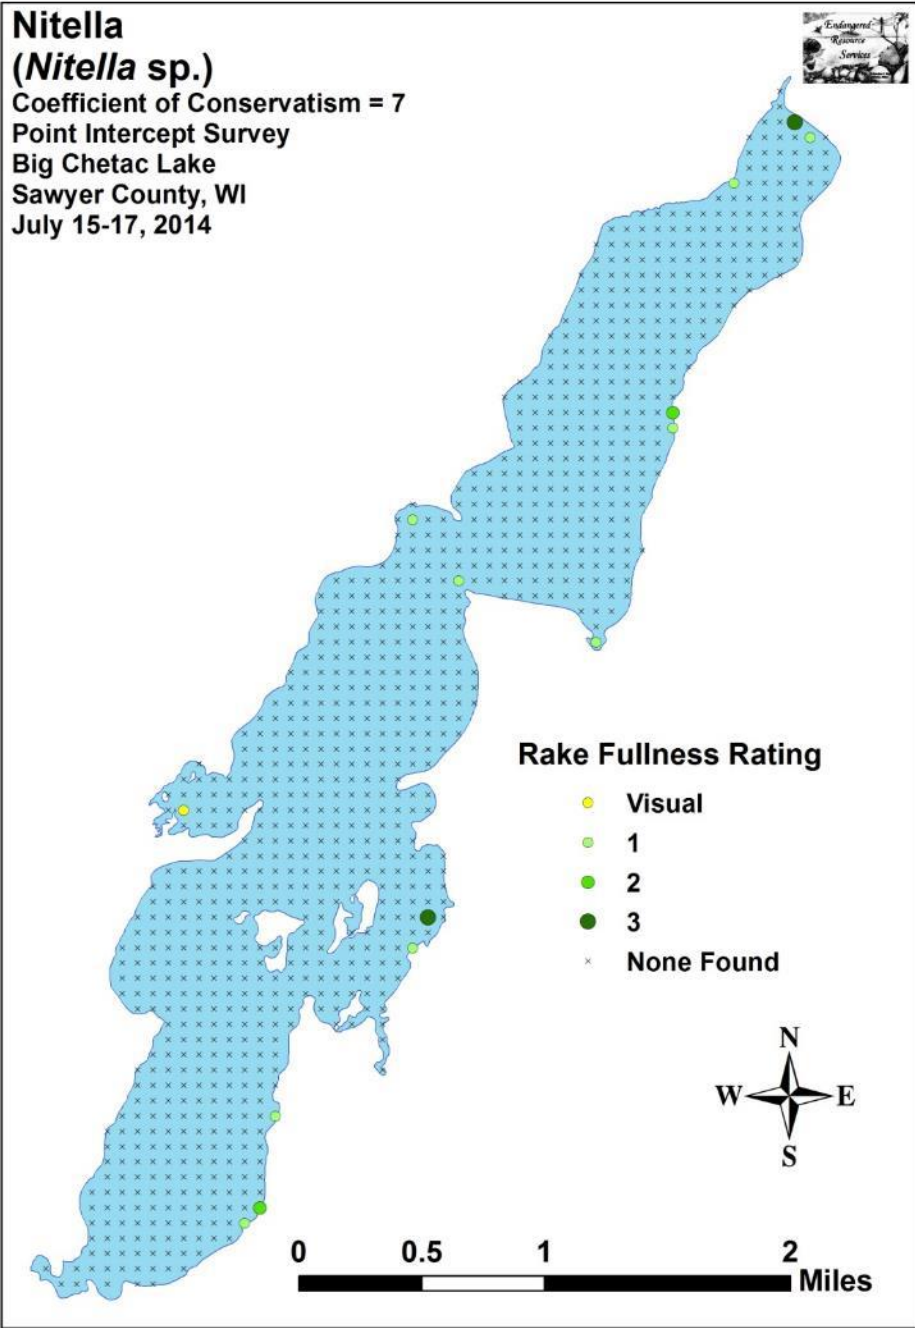 Nitella
(Nitella sp.)
Coefficient of Conservatism = 7
Point Intercept Survey
Big Chetac Lake
Sawyer County, WI
July 15-17, 2014
Endangered
Resource
Services
Rake Fullness Rating
Visual
1
2
3
None Found
N
W E
S
0 0.5 1 2
Miles